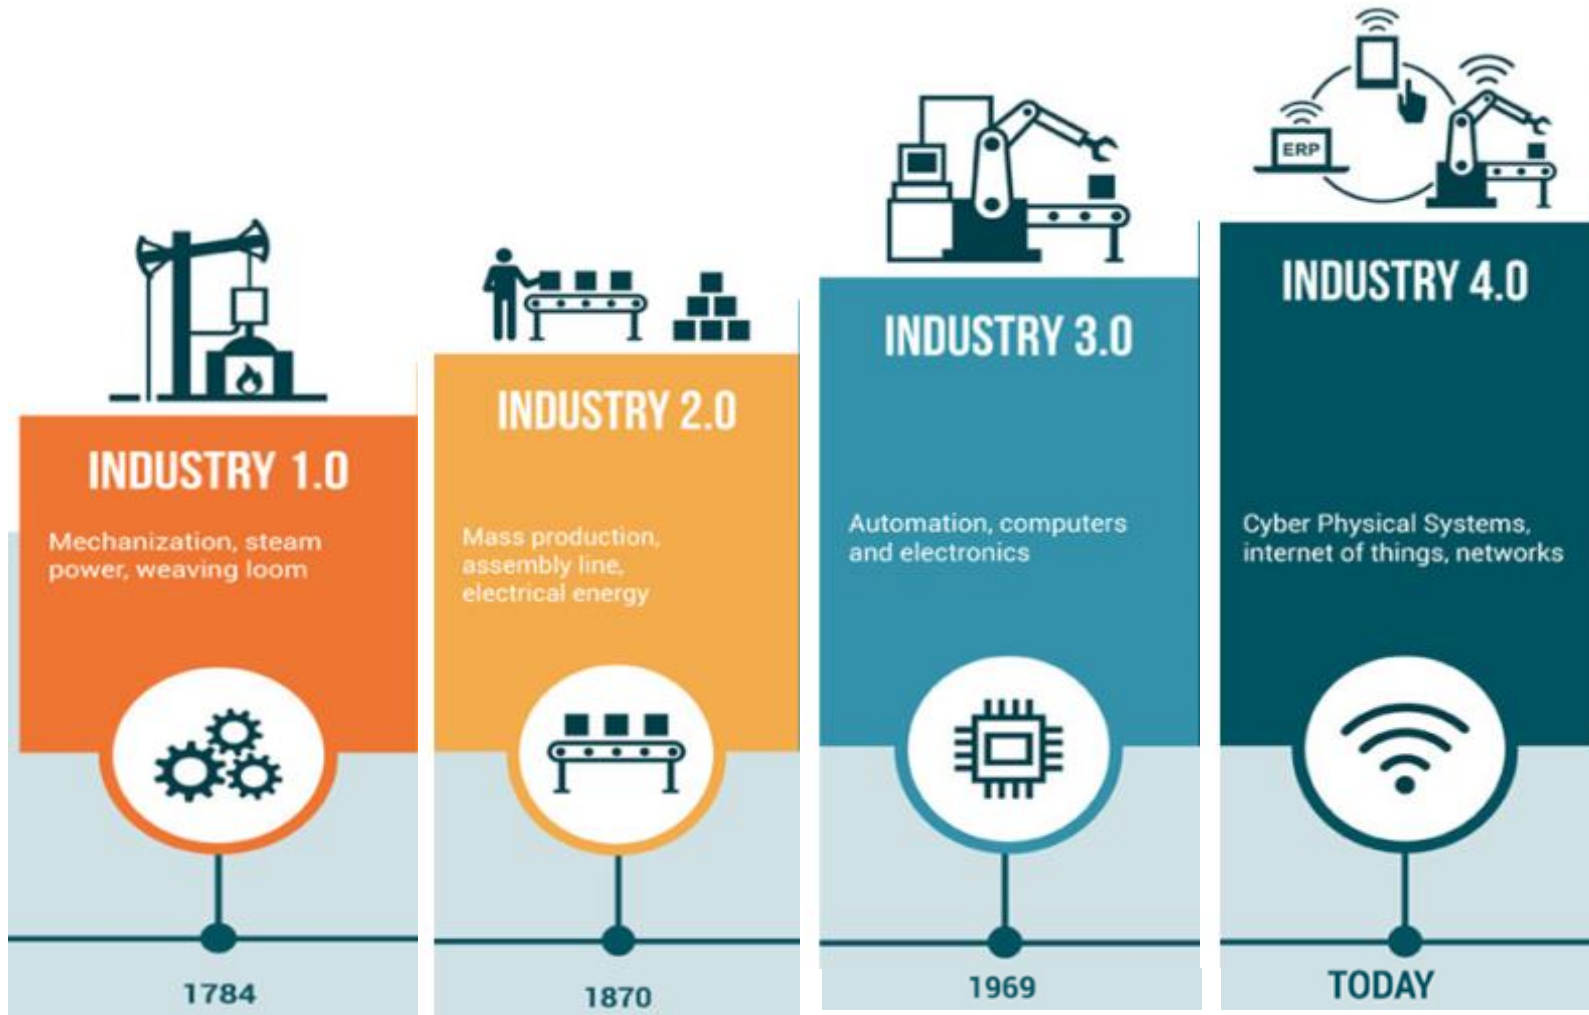 ERP
INDUSTRY 1.0
Mechanization, steam
power, weaving loom
1784
INDUSTRY 2.0
Mass production,
assembly line,
electrical energy
1870
INDUSTRY 3.0
Automation, computers
and electronics
1969
INDUSTRY 4.0
Cyber Physical Systems,
internet of things, networks
TODAY